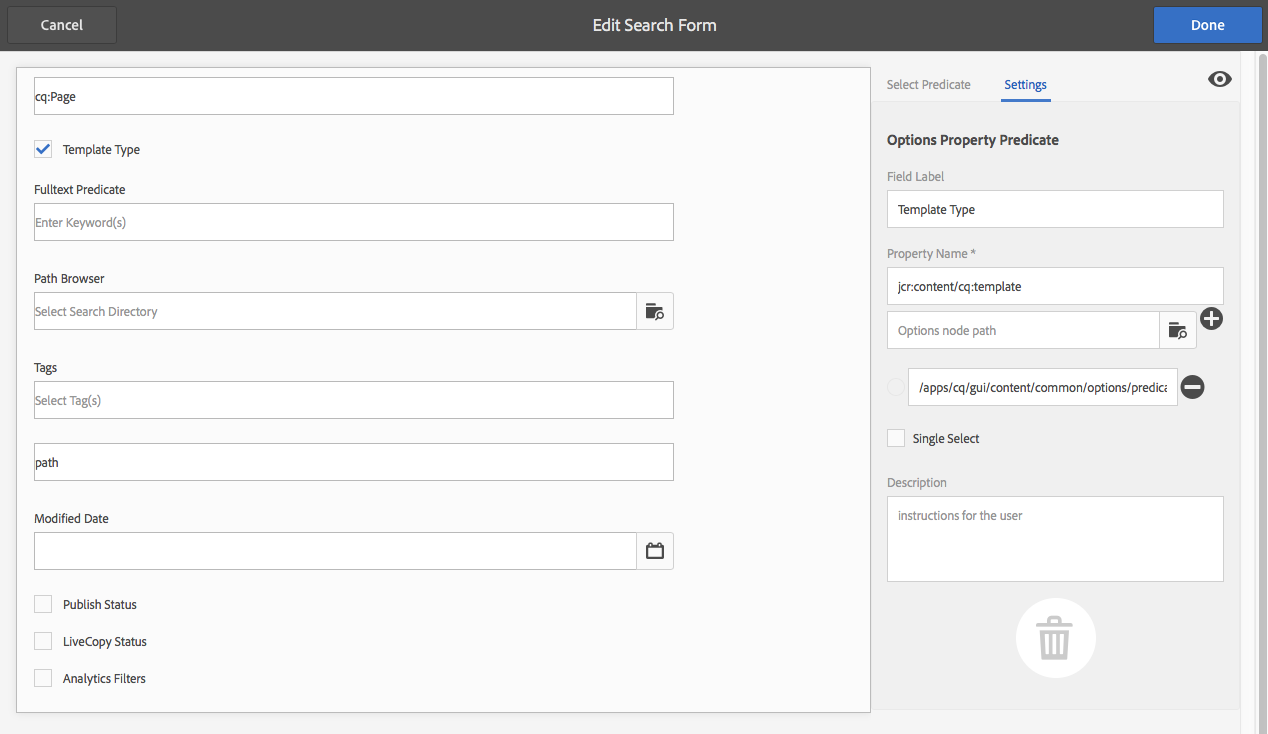 Cancel
Edit Search Form
Done
cq:Page
Template Type
Fulltext Predicate
Enter Keyword(s)
Path Browser
Select Search Directory
Tags
Select Tag(s)
path
Modified Date
Publish Status
LiveCopy Status
Analytics Filters
Select Predicate
Settings
Options Property Predicate
Field Label
Template Type
Property Name *
jcr:content/cq:template
Options node path
/apps/cq/gui/content/common/options/predica
Single Select
Description
instructions for the user